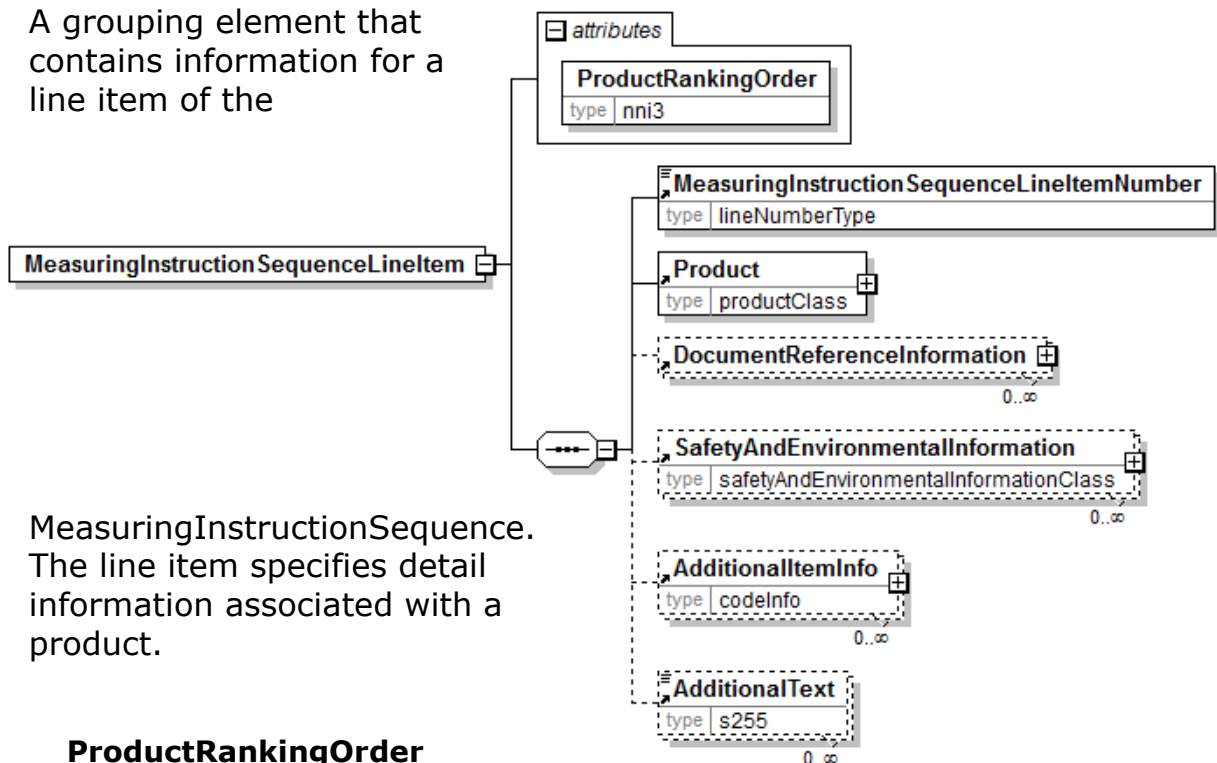 A grouping element that
contains information for a
line item of the
attributes
ProductRankingOrder
type nni3
MeasuringInstructionSequenceLineItem
MeasuringInstructionSequenceLineItemNumber
type lineNumberType
Product
type productClass
DocumentReferenceInformation
0..∞
SafetyAndEnvironmentalInformation
type safetyAndEnvironmentalInformationClass
0..∞
AdditionalItemInfo
type codeInfo
0..∞
AdditionalText
type s255
0..∞
MeasuringInstructionSequence.
The line item specifies detail
information associated with a
product.
ProductRankingOrder